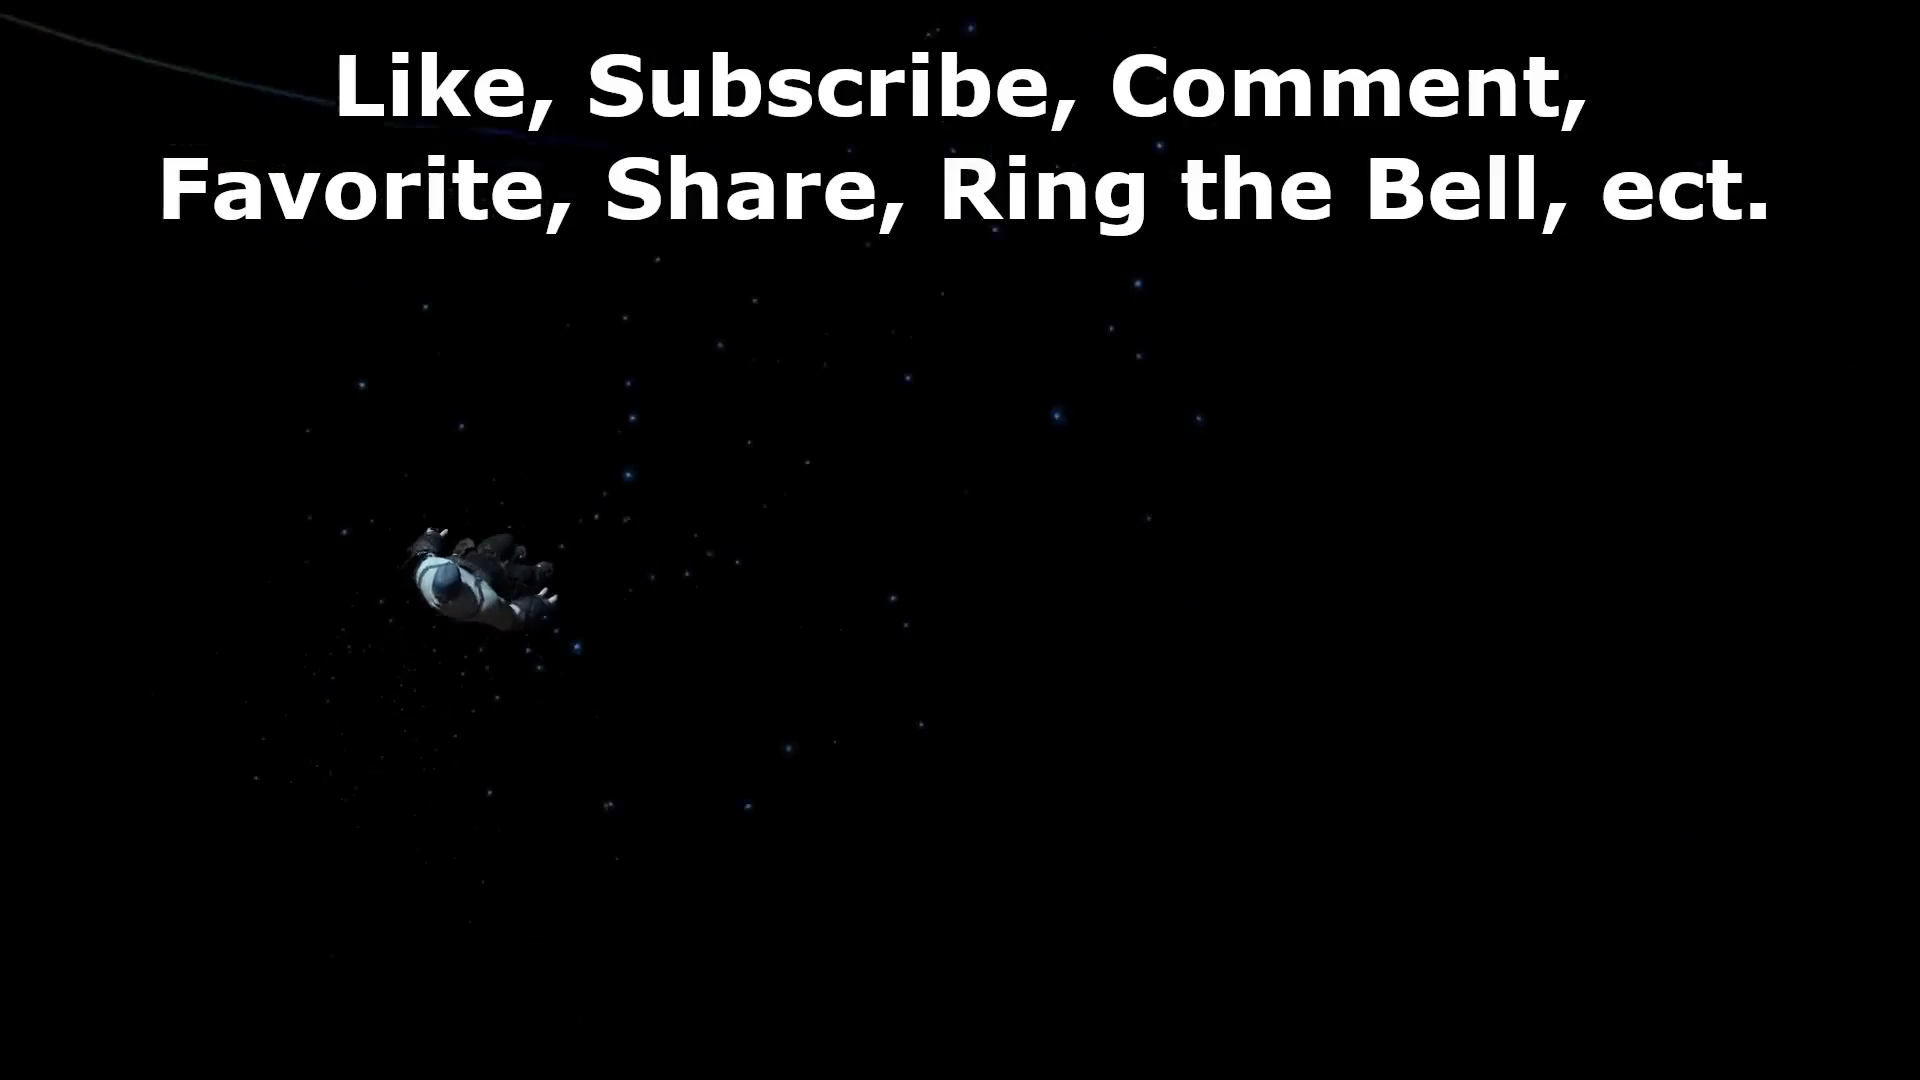 Like, Subscribe, Comment,
Favorite, Share, Ring the Bell, ect.